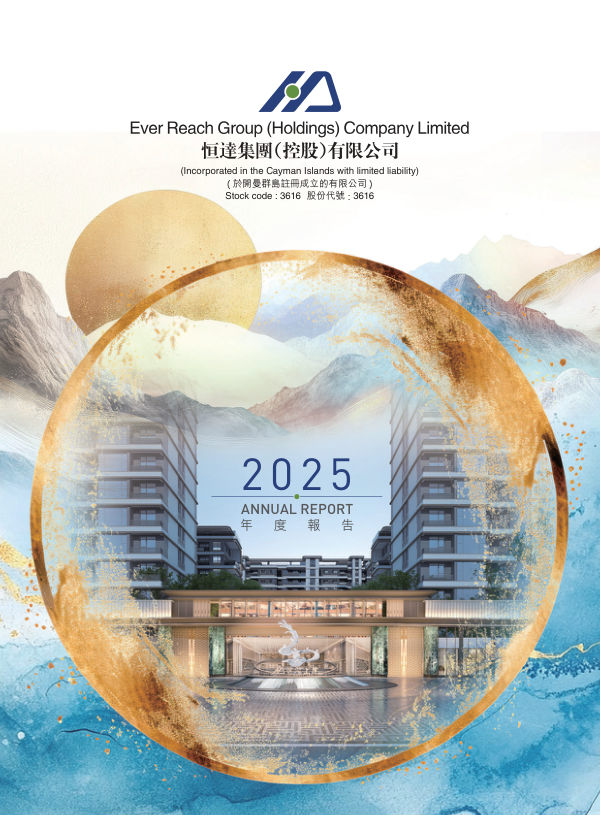 Ever Reach Group (Holdings) Company Limited
恒達集團(控股)有限公司
(Incorporated in the Cayman Islands with limited liability)
(於開曼群島註冊成立的有限公司)
Stock code : 3616 股份代號 : 3616
2025
ANNUAL REPORT
年度報告